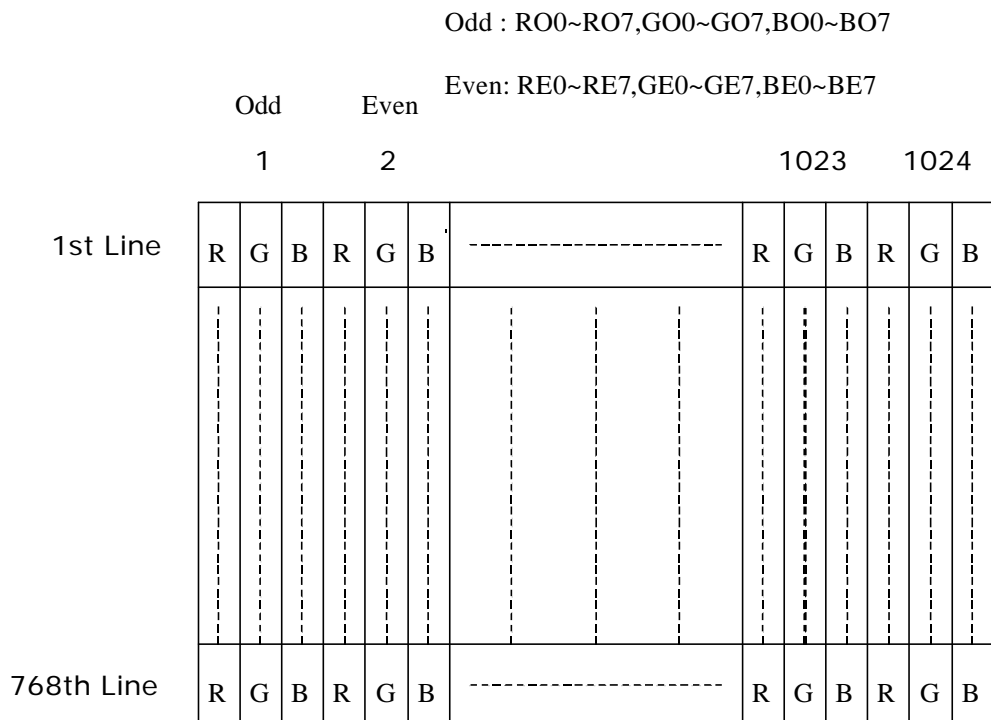 Odd : RO0~RO7,GO0~GO7,BO0~BO7
Even: RE0~RE7,GE0~GE7,BE0~BE7
Odd Even
1 2 1023 1024
1st Line R G B R G B R G B R G B
768th Line R G B R G B R G B R G B